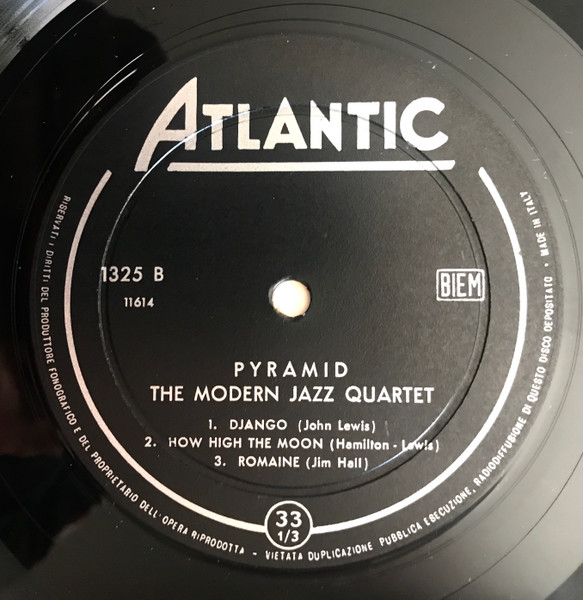 ATLANTIC
1325 B
11614
BIEM
PYRAMID
THE MODERN JAZZ QUARTET
1. DJANGO (John Lewis)
2. HOW HIGH THE MOON (Hamilton - Lewis)
3. ROMAINE (Jim Hall)
33
1/3
RISERVATI I DIRITTI DEL PRODUTTORE FONOGRAFICO E DEL PROPRIETARIO DELL'OPERA RIPRODOTTA - VIETATA DUPLICAZIONE PUBBLICA ESECUZIONE, RADIODIFFUSIONE DI QUESTO DISCO DEPOSITATO • MADE IN ITALY